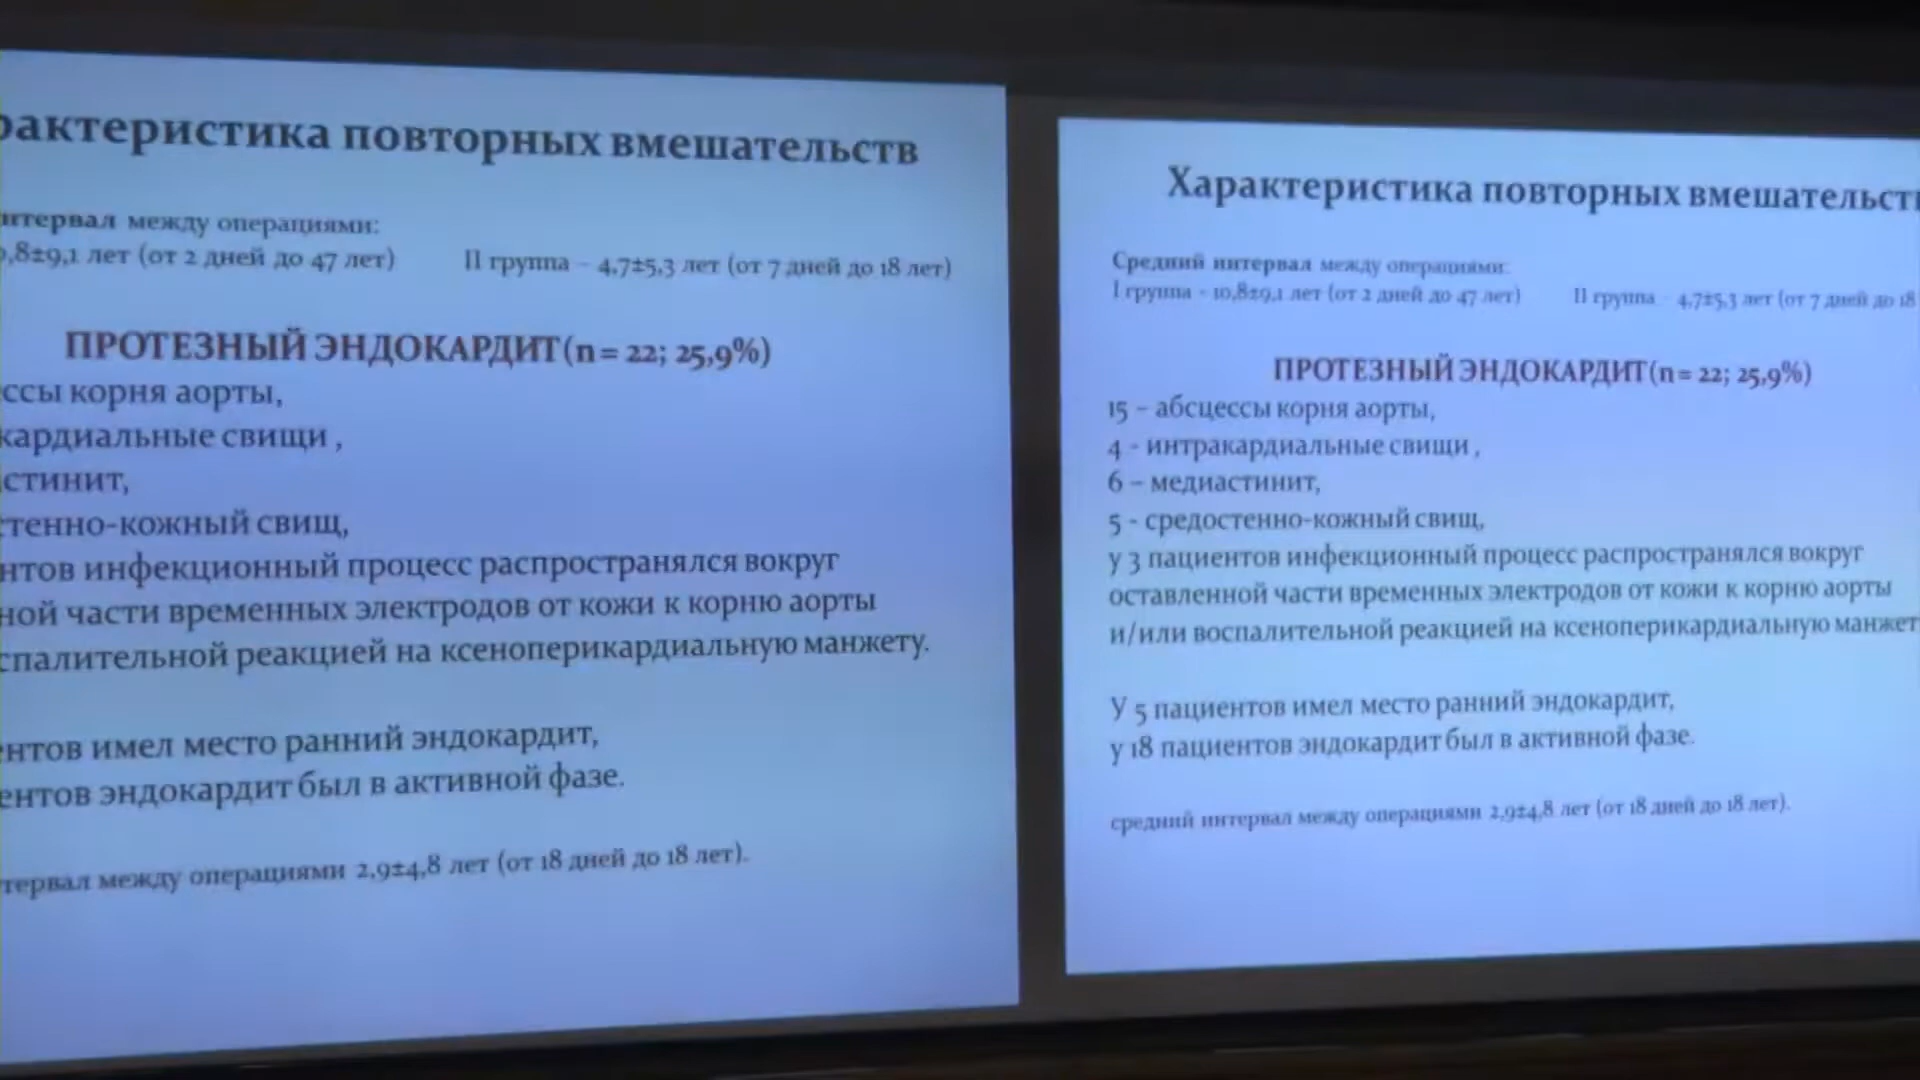 рактеристика повторных вмешательств
нтервал между операциями:
0,8±9,1 лет (от 2 дней до 47 лет) II группа – 4,7±5,3 лет (от 7 дней до 18 лет)
ПРОТЕЗНЫЙ ЭНДОКАРДИТ(n = 22; 25,9%)
ссы корня аорты,
кардиальные свищи ,
стинит,
тенно-кожный свищ,
нтов инфекционный процесс распространялся вокруг
ной части временных электродов от кожи к корню аорты
спалительной реакцией на ксеноперикардиальную манжету.
ентов имел место ранний эндокардит,
ентов эндокардит был в активной фазе.
тервал между операциями 2,9±4,8 лет (от 18 дней до 18 лет).
Характеристика повторных вмешательст
Средний интервал между операциями:
I группа – 10,8±9,1 лет (от 2 дней до 47 лет) II группа – 4,7±5,3 лет (от 7 дней до 18
ПРОТЕЗНЫЙ ЭНДОКАРДИТ(n = 22; 25,9%)
15 – абсцессы корня аорты,
4 - интракардиальные свищи ,
6 – медиастинит,
5 - средостенно-кожный свищ,
у 3 пациентов инфекционный процесс распространялся вокруг
оставленной части временных электродов от кожи к корню аорты
и/или воспалительной реакцией на ксеноперикардиальную манжет
У 5 пациентов имел место ранний эндокардит,
у 18 пациентов эндокардит был в активной фазе.
средний интервал между операциями 2,9±4,8 лет (от 18 дней до 18 лет).